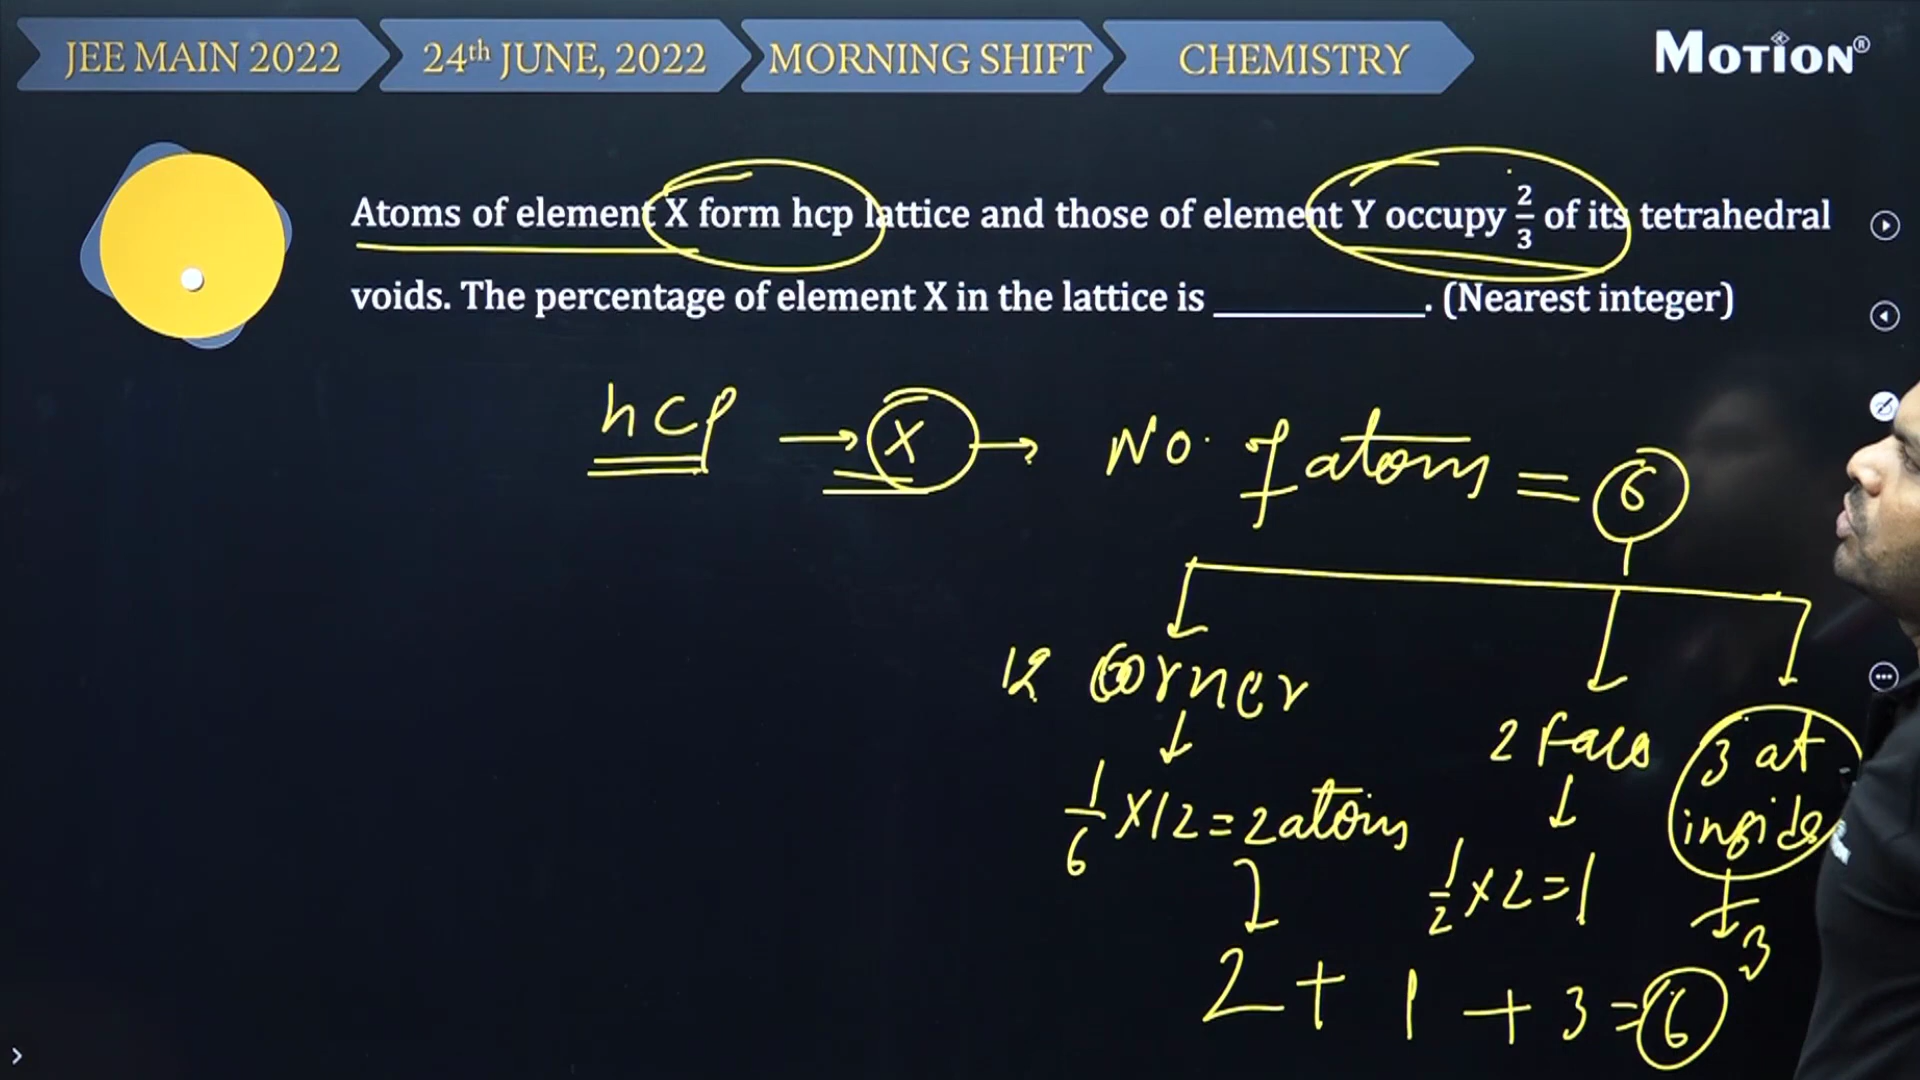 JEE MAIN 2022 24th JUNE, 2022 MORNING SHIFT CHEMISTRY MOTION®
Atoms of element X form hcp lattice and those of element Y occupy 2/3 of its tetrahedral
voids. The percentage of element X in the lattice is __________. (Nearest integer)
hcp → X → No. of atoms = 6
12 Corner
2 faces 3 at
inside
1/6 × 12 = 2 atoms
1/2 × 2 = 1
3
2 + 1 + 3 = 6